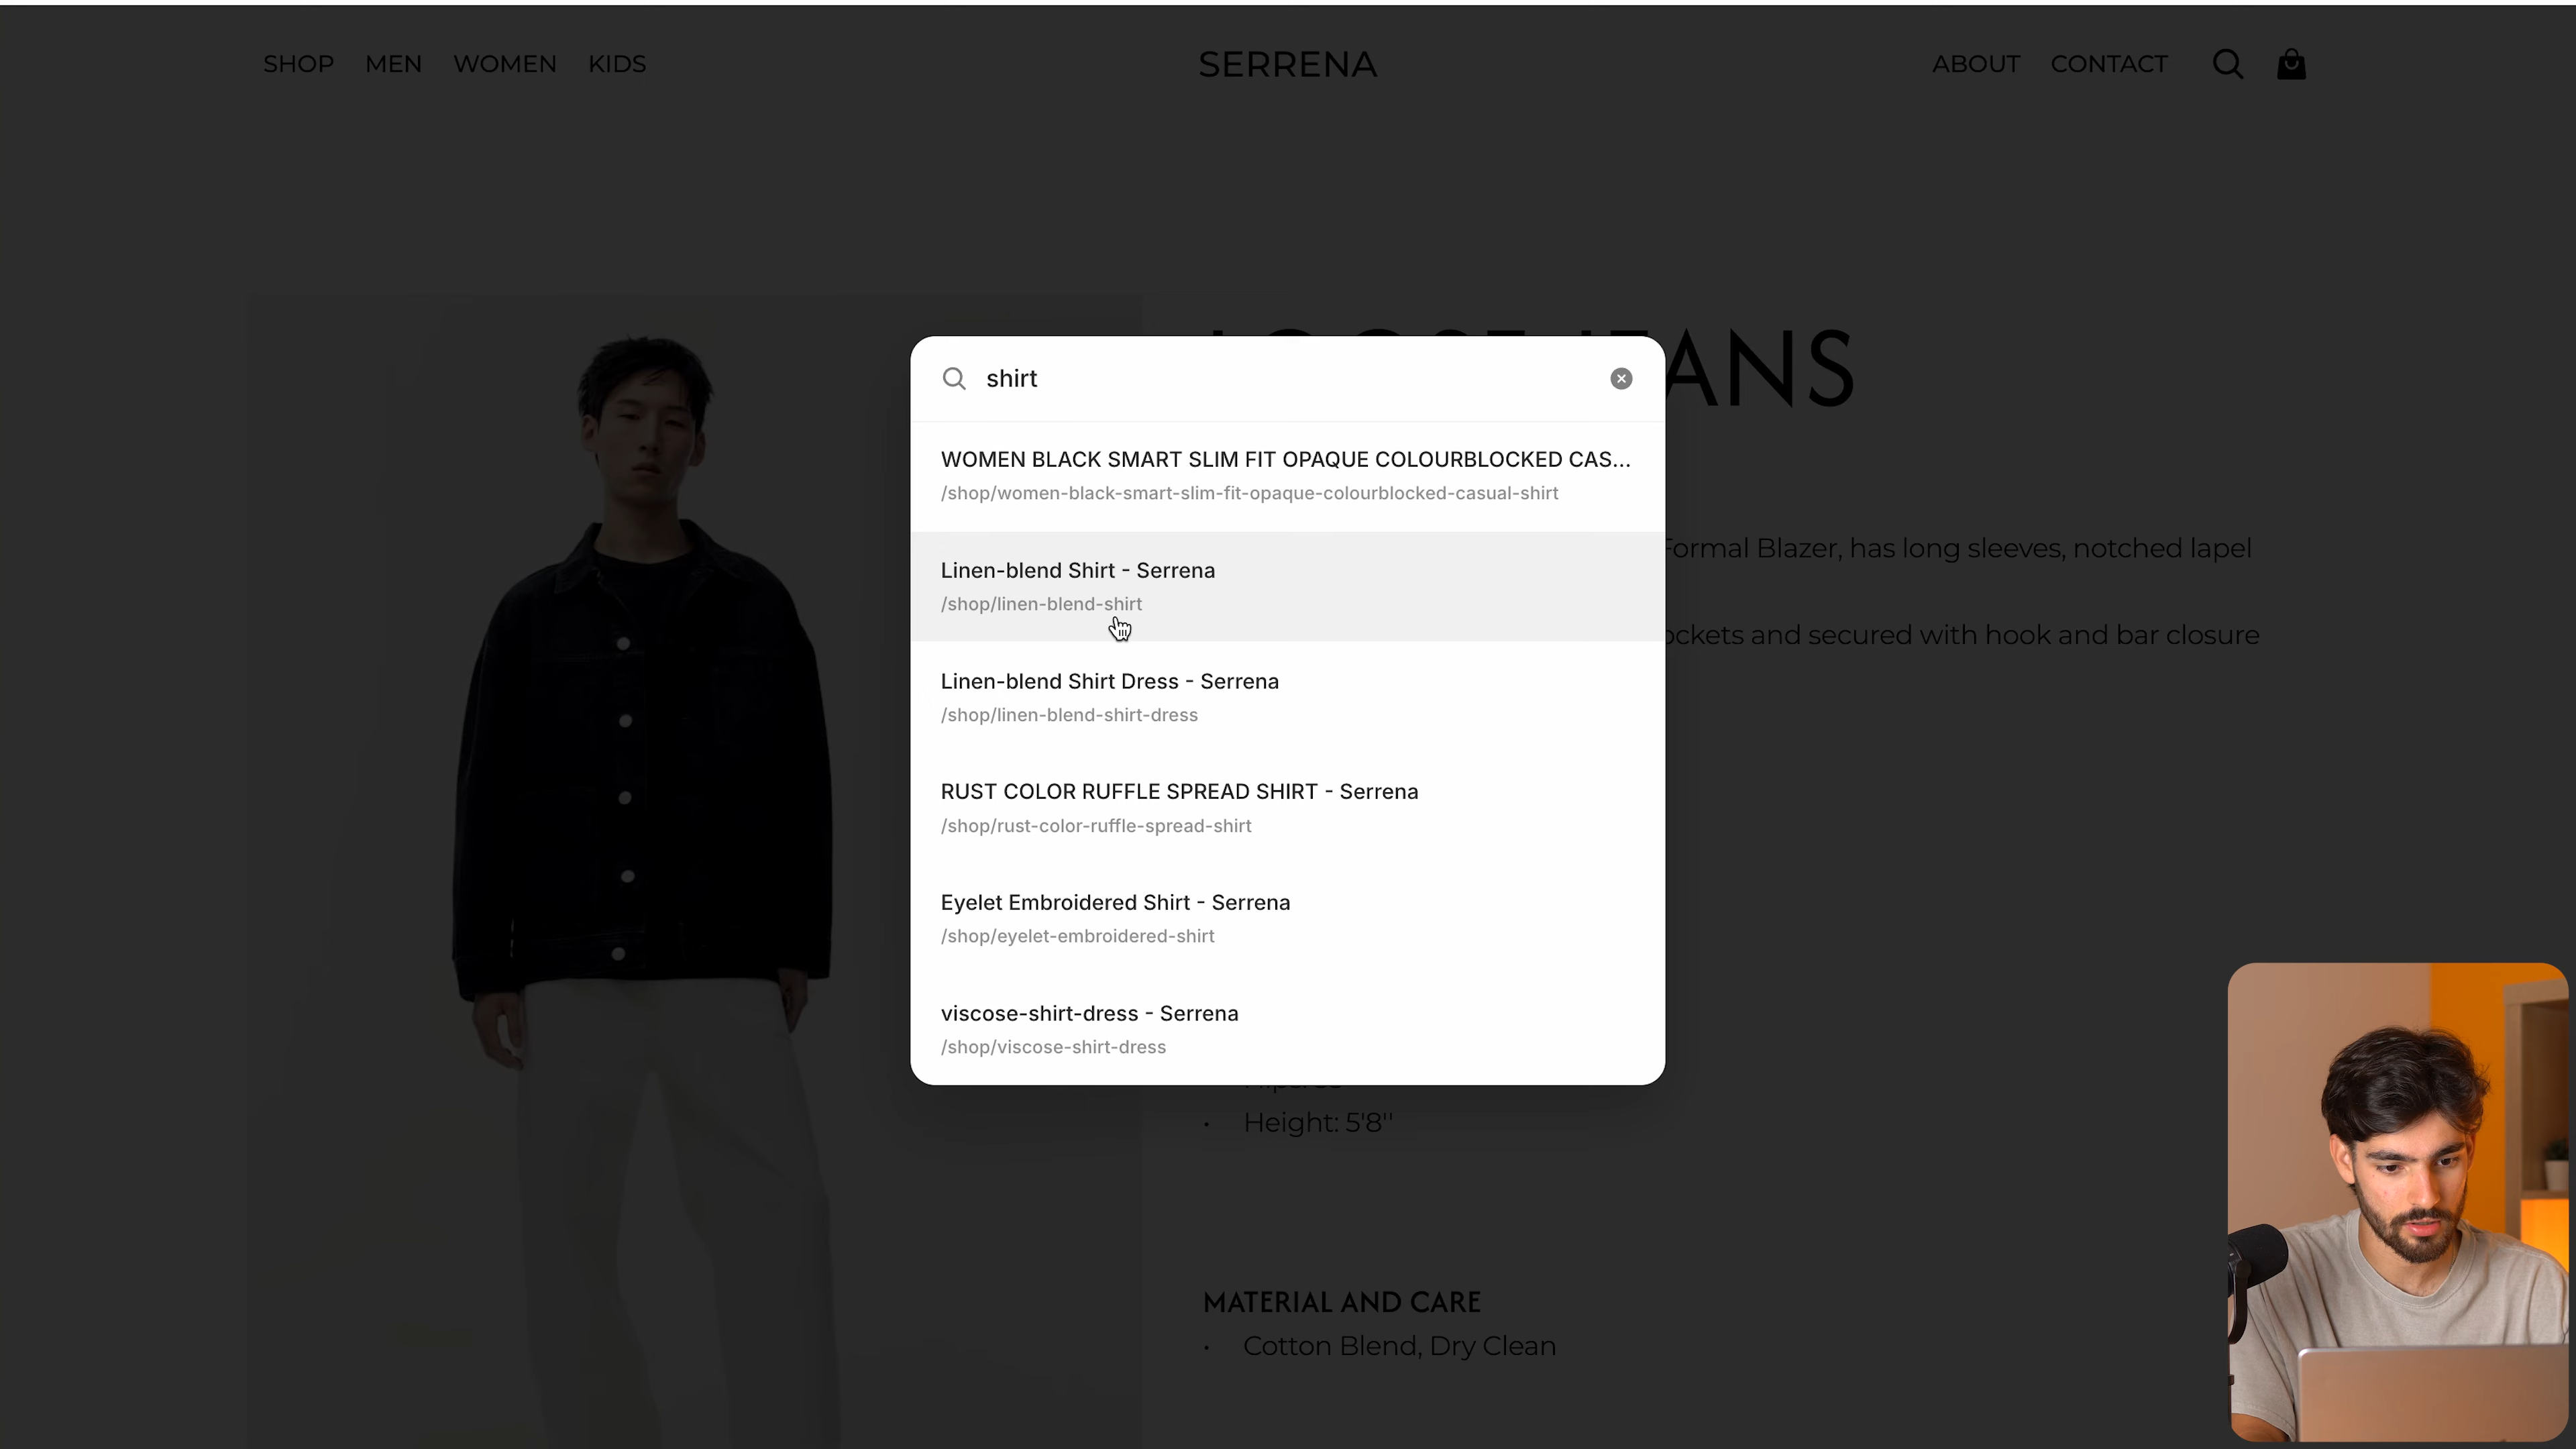 SHOP MEN WOMEN KIDS SERRENA ABOUT CONTACT
ANS
shirt
WOMEN BLACK SMART SLIM FIT OPAQUE COLOURBLOCKED CAS...
/shop/women-black-smart-slim-fit-opaque-colourblocked-casual-shirt
Linen-blend Shirt - Serrena
/shop/linen-blend-shirt
Linen-blend Shirt Dress - Serrena
/shop/linen-blend-shirt-dress
RUST COLOR RUFFLE SPREAD SHIRT - Serrena
/shop/rust-color-ruffle-spread-shirt
Eyelet Embroidered Shirt - Serrena
/shop/eyelet-embroidered-shirt
viscose-shirt-dress - Serrena
/shop/viscose-shirt-dress
Formal Blazer, has long sleeves, notched lapel
ockets and secured with hook and bar closure
• Height: 5'8''
MATERIAL AND CARE
• Cotton Blend, Dry Clean